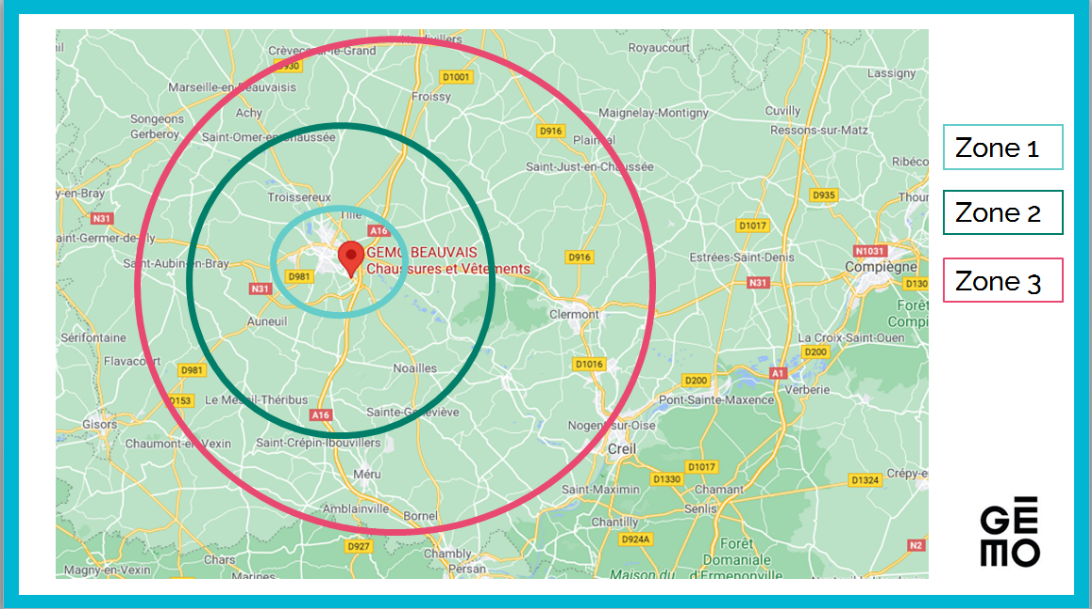 Crèvecœur-le-Grand
Royaucourt
D930
D1001
Lassigny
Marseille-en-Beauvaisis
Froissy
Songeons
Achy
Maignelay-Montigny
Cuvilly
Gerberoy
Saint-Omer-en-Chaussée
D916
Plainval
Ressons-sur-Matz
Zone 1
Saint-Just-en-Chaussée
Ribéco
y-en-Bray
Troissereux
D935
Thour
Tillé
Zone 2
N31
A16
D1017
aint-Germer-de-Fly
GEMO BEAUVAIS
Chaussures et Vêtements
D916
Estrées-Saint-Denis
N1031
Compiègne
Saint-Aubin-en-Bray
D981
N31
N31
D130
Zone 3
Forêt
Compi
Auneuil
Clermont
Sérifontaine
La Croix-Saint-Ouen
D200
Flavacourt
D981
Noailles
D1016
A1
D200
Verberie
D153
Le Mesnil-Théribus
A16
Sainte-Geneviève
Pont-Sainte-Maxence
Gisors
Nogent-sur-Oise
Chaumont-en-Vexin
Saint-Crépin-Ibouvillers
Creil
Méru
D1017
D1330
D1324
Crépy-e
Saint-Maximin
Chamant
Amblainville
Bornel
Senlis
Chantilly
GĒ
MO
D927
D924A
N2
Chars
Chambly
Forêt
Domaniale
d'Ermenonville
Magny-en-Vexin
Persan
Marines
Maison du